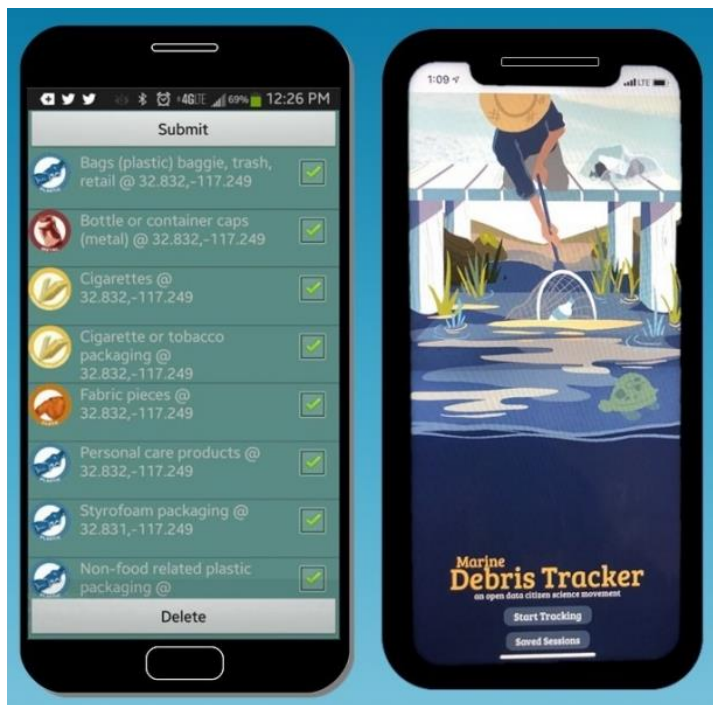 4G LTE 69% 12:26 PM
Submit
Bags (plastic) baggie, trash,
retail @ 32.832,-117.249
Bottle or container caps
(metal) @ 32.832,-117.249
Cigarettes @
32.832,-117.249
Cigarette or tobacco
packaging @
32.832,-117.249
Fabric pieces @
32.832,-117.249
Personal care products @
32.832,-117.249
Styrofoam packaging @
32.831,-117.249
Non-food related plastic
packaging @
Delete
1:09 LTE
Marine
Debris Tracker
an open data citizen science movement
Start Tracking
Saved Sessions